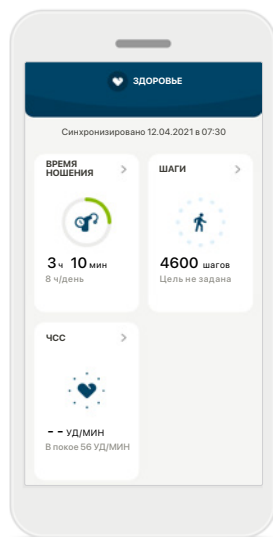 ЗДОРОВЬЕ
Синхронизировано 12.04.2021 в 07:30
ВРЕМЯ
НОШЕНИЯ
3 ч 10 мин
8 ч/день
ШАГИ
4600 шагов
Цель не задана
ЧСС
-- УД/МИН
В покое 56 УД/МИН